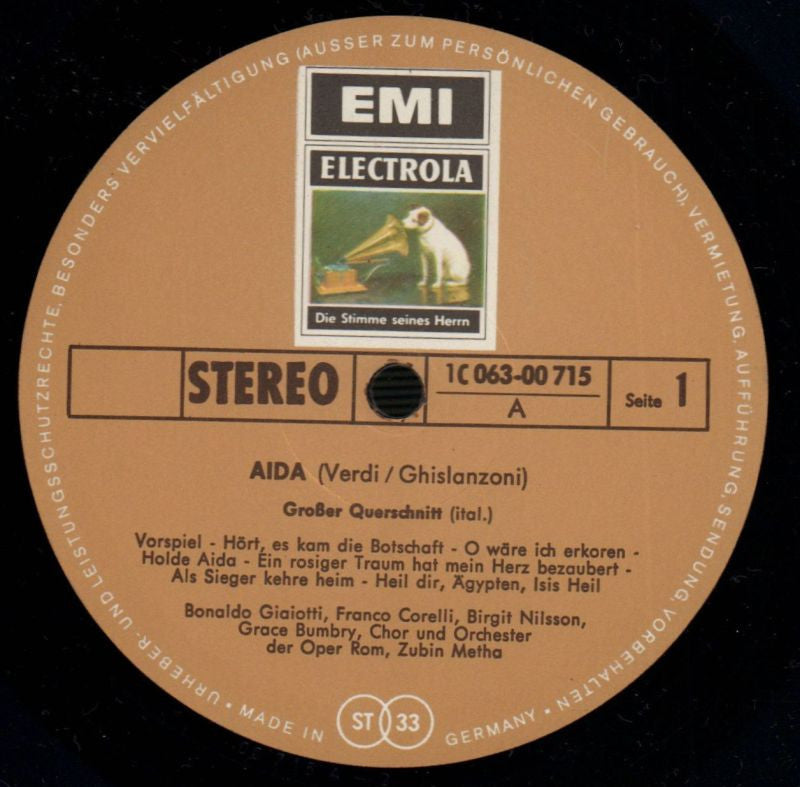 EMI
ELECTROLA
Die Stimme seines Herrn
STEREO
1C 063-00 715
A
Seite 1
AIDA (Verdi / Ghislanzoni)
Großer Querschnitt (ital.)
Vorspiel - Hört, es kam die Botschaft - O wäre ich erkoren -
Holde Aida - Ein rosiger Traum hat mein Herz bezaubert -
Als Sieger kehre heim - Heil dir, Ägypten, Isis Heil
Bonaldo Giaiotti, Franco Corelli, Birgit Nilsson,
Grace Bumbry, Chor und Orchester
der Oper Rom, Zubin Metha
URHEBER- UND LEISTUNGSSCHUTZRECHTE, BESONDERS VERVIELFÄLTIGUNG (AUSSER ZUM PERSÖNLICHEN GEBRAUCH), VERMIETUNG, AUFFÜHRUNG, SENDUNG, VORBEHALTEN •
• MADE IN
ST 33
GERMANY